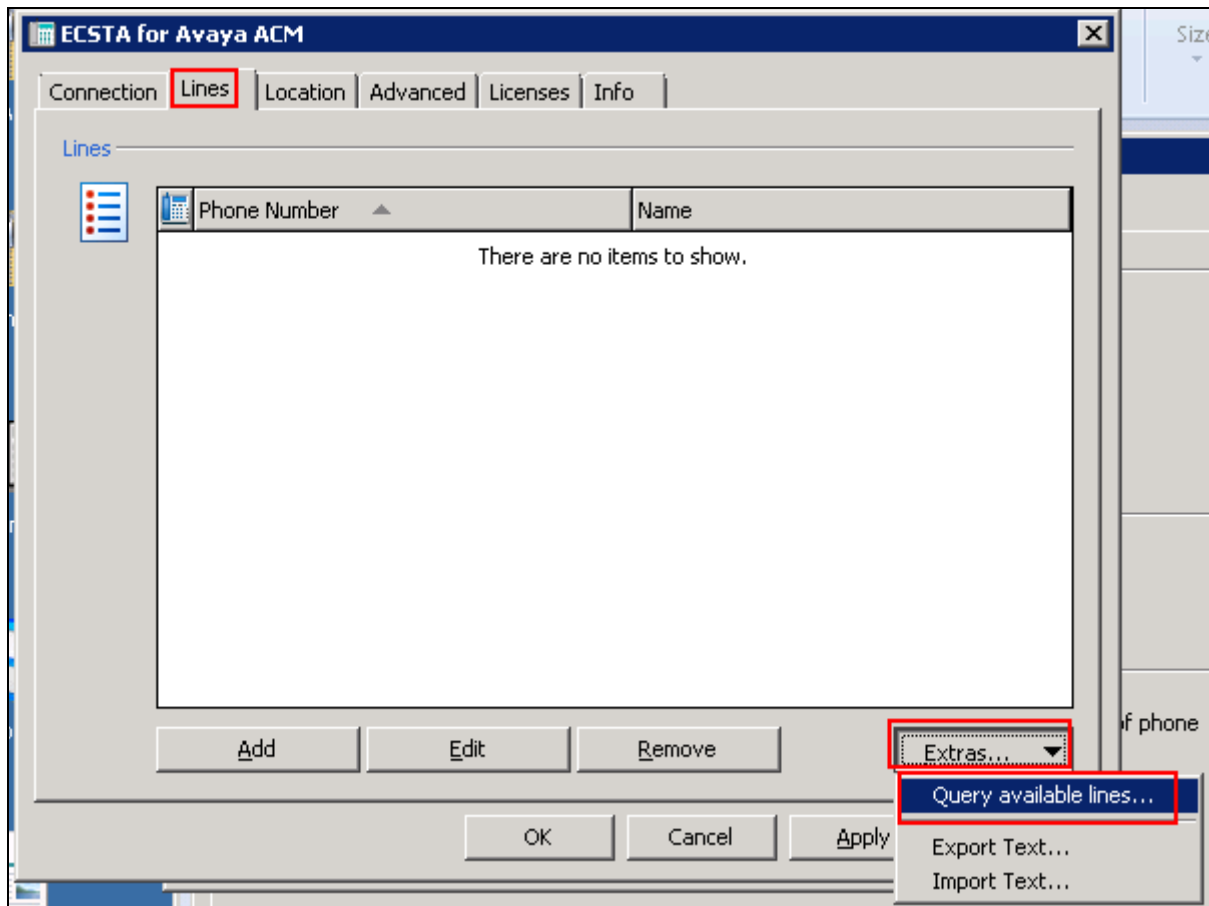 ECSTA for Avaya ACM
Size
Connection Lines Location Advanced Licenses Info
Lines
Phone Number Name
There are no items to show.
of phone
Add Edit Remove Extras...
Query available lines...
OK Cancel Apply
Export Text...
Import Text...